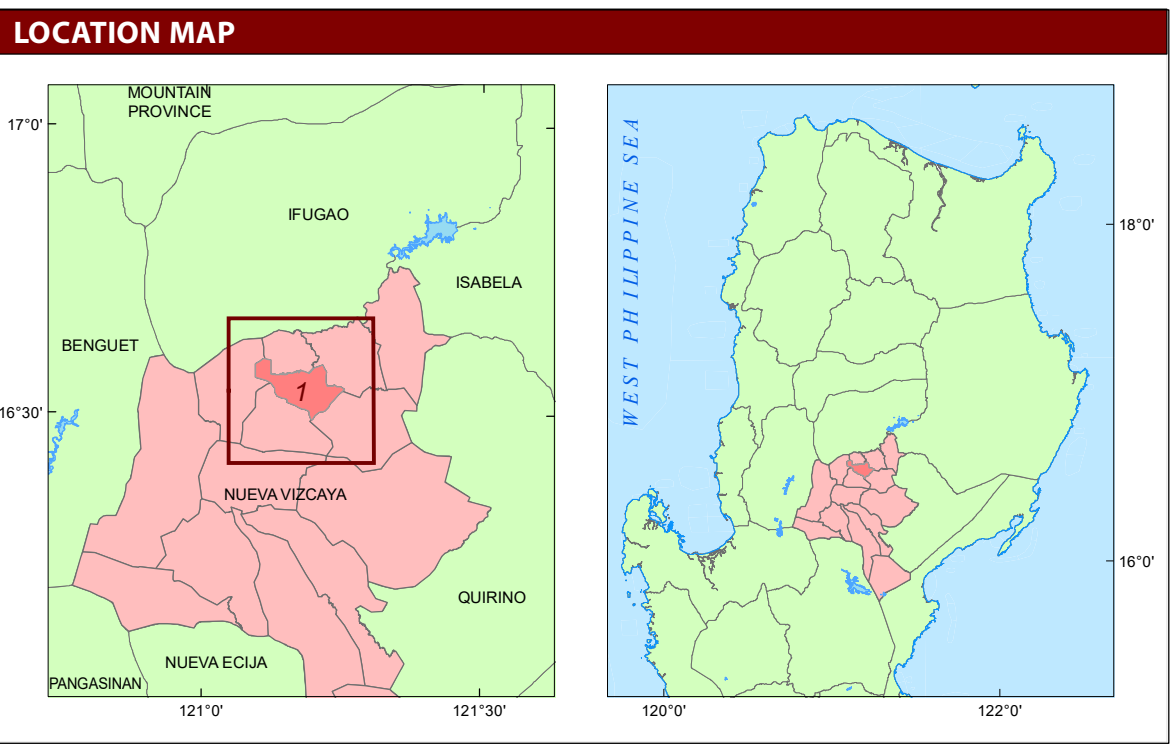 LOCATION MAP
MOUNTAIN
PROVINCE
17°0'
IFUGAO
ISABELA
BENGUET
1
16°30'
NUEVA VIZCAYA
QUIRINO
NUEVA ECIJA
PANGASINAN
121°0'
121°30'
WEST PHILIPPINE SEA
18°0'
16°0'
120°0'
122°0'